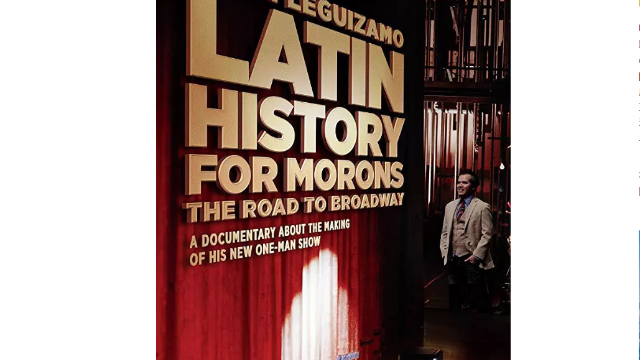 LEGUIZAMO
LATIN
HISTORY
FOR MORONS
THE ROAD TO BROADWAY
A DOCUMENTARY ABOUT THE MAKING
OF HIS NEW ONE-MAN SHOW